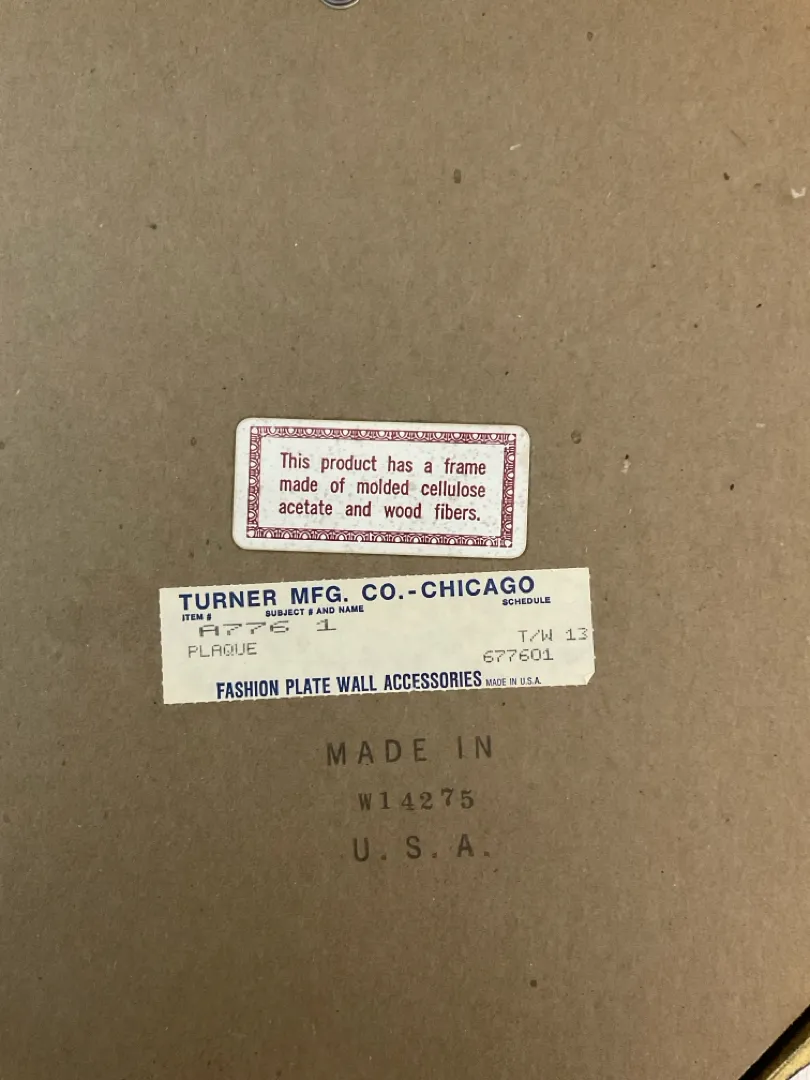 This product has a frame
made of molded cellulose
acetate and wood fibers.
TURNER MFG. CO.-CHICAGO
ITEM # SUBJECT # AND NAME SCHEDULE
A776 1
T/W 13
PLAQUE
677601
FASHION PLATE WALL ACCESSORIES MADE IN U.S.A.
MADE IN
W14275
U.S.A.